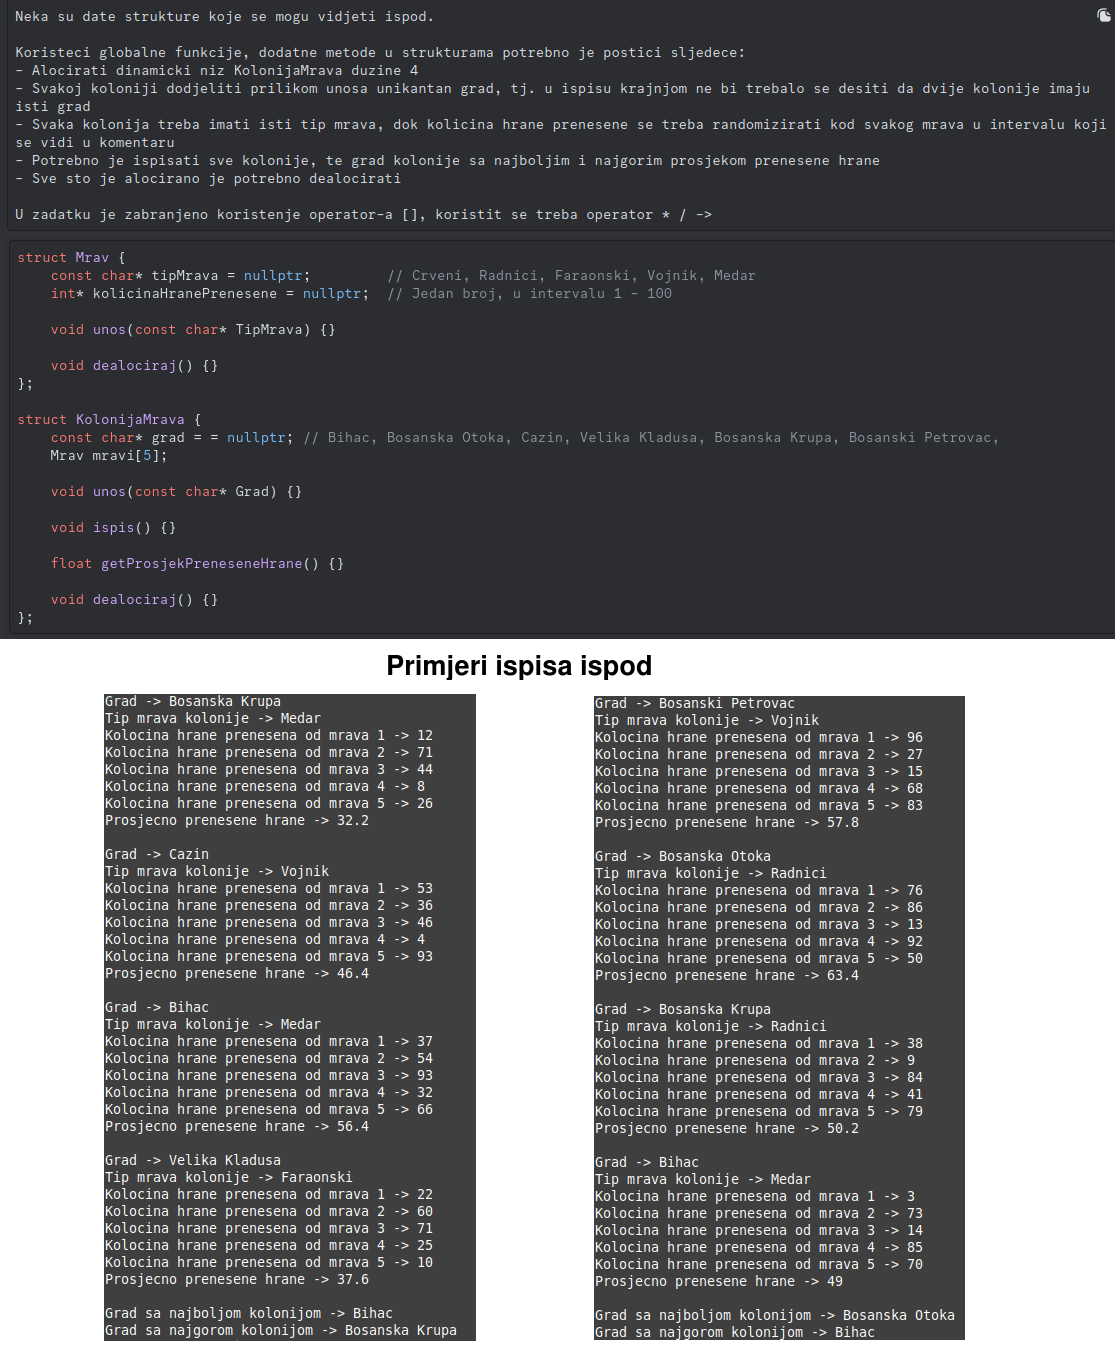 Neka su date strukture koje se mogu vidjeti ispod.
Koristeci globalne funkcije, dodatne metode u strukturama potrebno je postici sljedece:
- Alocirati dinamicki niz KolonijaMrava duzine 4
- Svakoj koloniji dodjeliti prilikom unosa unikantan grad, tj. u ispisu krajnjom ne bi trebalo se desiti da dvije kolonije imaju
isti grad
- Svaka kolonija treba imati isti tip mrava, dok kolicina hrane prenesene se treba randomizirati kod svakog mrava u intervalu koji
se vidi u komentaru
- Potrebno je ispisati sve kolonije, te grad kolonije sa najboljim i najgorim prosjekom prenesene hrane
- Sve sto je alocirano je potrebno dealocirati
U zadatku je zabranjeno koristenje operator-a [], koristit se treba operator * / ->
struct Mrav {
    const char* tipMrava = nullptr;         // Crveni, Radnici, Faraonski, Vojnik, Medar
    int* kolicinaHranePrenesene = nullptr;  // Jedan broj, u intervalu 1 - 100
    void unos(const char* TipMrava) {}
    void dealociraj() {}
};
struct KolonijaMrava {
    const char* grad = = nullptr; // Bihac, Bosanska Otoka, Cazin, Velika Kladusa, Bosanska Krupa, Bosanski Petrovac,
    Mrav mravi[5];
    void unos(const char* Grad) {}
    void ispis() {}
    float getProsjekPreneseneHrane() {}
    void dealociraj() {}
};
Primjeri ispisa ispod
Grad -> Bosanska Krupa
Tip mrava kolonije -> Medar
Kolocina hrane prenesena od mrava 1 -> 12
Kolocina hrane prenesena od mrava 2 -> 71
Kolocina hrane prenesena od mrava 3 -> 44
Kolocina hrane prenesena od mrava 4 -> 8
Kolocina hrane prenesena od mrava 5 -> 26
Prosjecno prenesene hrane -> 32.2
Grad -> Cazin
Tip mrava kolonije -> Vojnik
Kolocina hrane prenesena od mrava 1 -> 53
Kolocina hrane prenesena od mrava 2 -> 36
Kolocina hrane prenesena od mrava 3 -> 46
Kolocina hrane prenesena od mrava 4 -> 4
Kolocina hrane prenesena od mrava 5 -> 93
Prosjecno prenesene hrane -> 46.4
Grad -> Bihac
Tip mrava kolonije -> Medar
Kolocina hrane prenesena od mrava 1 -> 37
Kolocina hrane prenesena od mrava 2 -> 54
Kolocina hrane prenesena od mrava 3 -> 93
Kolocina hrane prenesena od mrava 4 -> 32
Kolocina hrane prenesena od mrava 5 -> 66
Prosjecno prenesene hrane -> 56.4
Grad -> Velika Kladusa
Tip mrava kolonije -> Faraonski
Kolocina hrane prenesena od mrava 1 -> 22
Kolocina hrane prenesena od mrava 2 -> 60
Kolocina hrane prenesena od mrava 3 -> 71
Kolocina hrane prenesena od mrava 4 -> 25
Kolocina hrane prenesena od mrava 5 -> 10
Prosjecno prenesene hrane -> 37.6
Grad sa najboljom kolonijom -> Bihac
Grad sa najgorom kolonijom -> Bosanska Krupa
Grad -> Bosanski Petrovac
Tip mrava kolonije -> Vojnik
Kolocina hrane prenesena od mrava 1 -> 96
Kolocina hrane prenesena od mrava 2 -> 27
Kolocina hrane prenesena od mrava 3 -> 15
Kolocina hrane prenesena od mrava 4 -> 68
Kolocina hrane prenesena od mrava 5 -> 83
Prosjecno prenesene hrane -> 57.8
Grad -> Bosanska Otoka
Tip mrava kolonije -> Radnici
Kolocina hrane prenesena od mrava 1 -> 76
Kolocina hrane prenesena od mrava 2 -> 86
Kolocina hrane prenesena od mrava 3 -> 13
Kolocina hrane prenesena od mrava 4 -> 92
Kolocina hrane prenesena od mrava 5 -> 50
Prosjecno prenesene hrane -> 63.4
Grad -> Bosanska Krupa
Tip mrava kolonije -> Radnici
Kolocina hrane prenesena od mrava 1 -> 38
Kolocina hrane prenesena od mrava 2 -> 9
Kolocina hrane prenesena od mrava 3 -> 84
Kolocina hrane prenesena od mrava 4 -> 41
Kolocina hrane prenesena od mrava 5 -> 79
Prosjecno prenesene hrane -> 50.2
Grad -> Bihac
Tip mrava kolonije -> Medar
Kolocina hrane prenesena od mrava 1 -> 3
Kolocina hrane prenesena od mrava 2 -> 73
Kolocina hrane prenesena od mrava 3 -> 14
Kolocina hrane prenesena od mrava 4 -> 85
Kolocina hrane prenesena od mrava 5 -> 70
Prosjecno prenesene hrane -> 49
Grad sa najboljom kolonijom -> Bosanska Otoka
Grad sa najgorom kolonijom -> Bihac